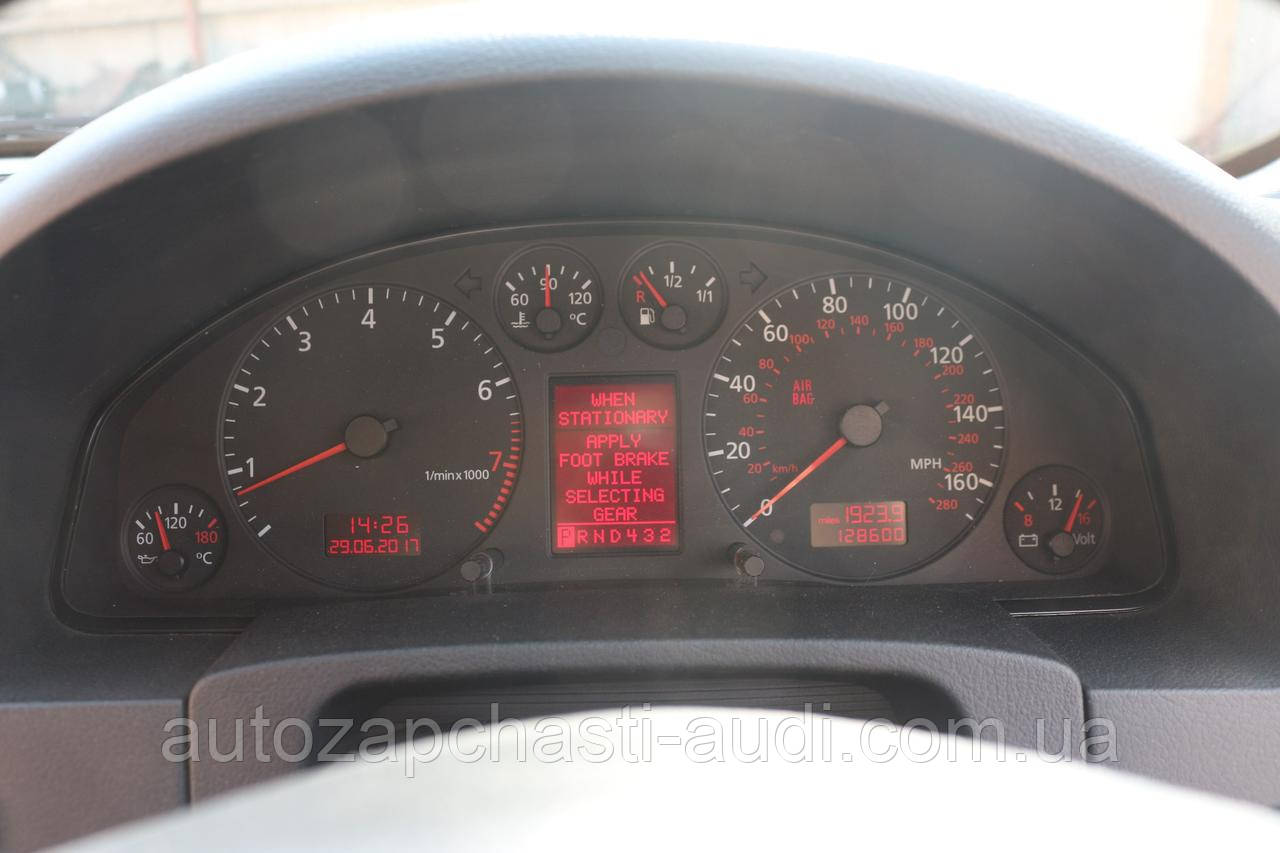 60 90 120 °C
R 1/2 1/1
1 2 3 4 5 6 7
1/min x 1000
14:26
29.06.2017
60 120 180 °C
WHEN
STATIONARY
APPLY
FOOT BRAKE
WHILE
SELECTING
GEAR
PRND432
0 20 40 60 80 100 120 140 160
MPH
20 40 60 80 100 120 140 160 180 200 220 240 260 280
km/h
AIR
BAG
miles 1923.9
128600
8 12 16
Volt
autozapchasti-audi.com.ua